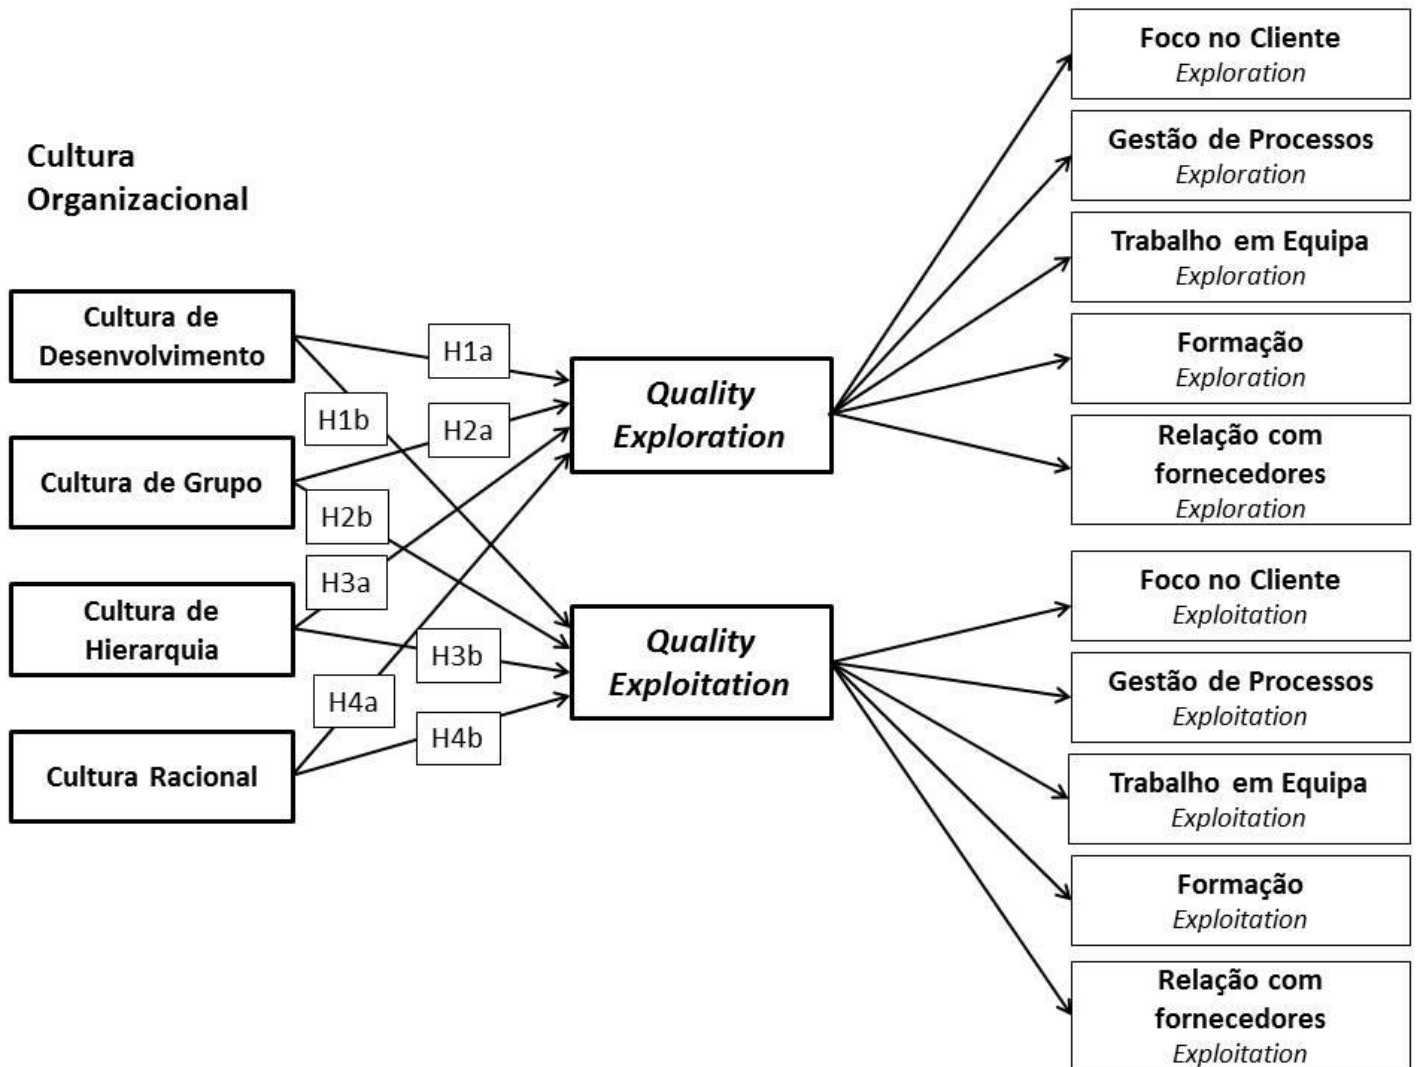 Cultura
Organizacional
Cultura de
Desenvolvimento
Cultura de Grupo
Cultura de
Hierarquia
Cultura Racional
H1a
H1b
H2a
H2b
H3a
H3b
H4a
H4b
Quality
Exploration
Quality
Exploitation
Foco no Cliente
Exploration
Gestão de Processos
Exploration
Trabalho em Equipa
Exploration
Formação
Exploration
Relação com
fornecedores
Exploration
Foco no Cliente
Exploitation
Gestão de Processos
Exploitation
Trabalho em Equipa
Exploitation
Formação
Exploitation
Relação com
fornecedores
Exploitation